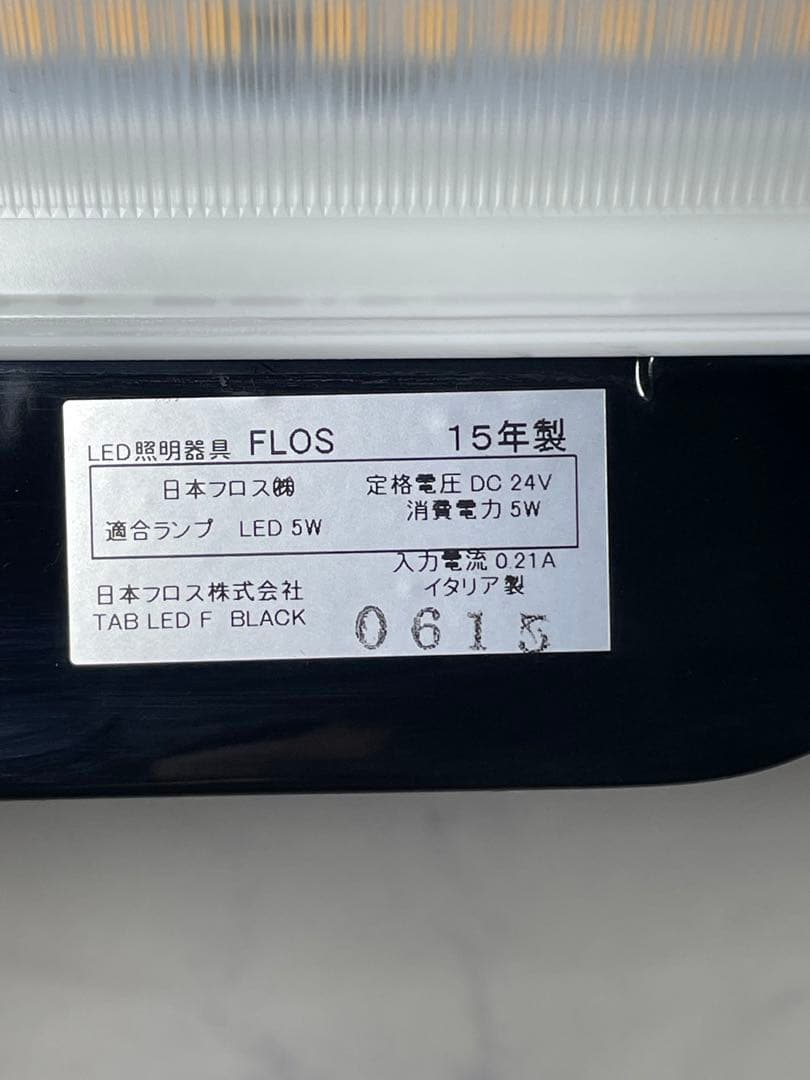 LED照明器具 FLOS 15年製
日本フロス㈱ 定格電圧 DC 24V
消費電力 5W
適合ランプ LED 5W
入力電流 0.21A
日本フロス株式会社 イタリア製
TAB LED F BLACK
0615